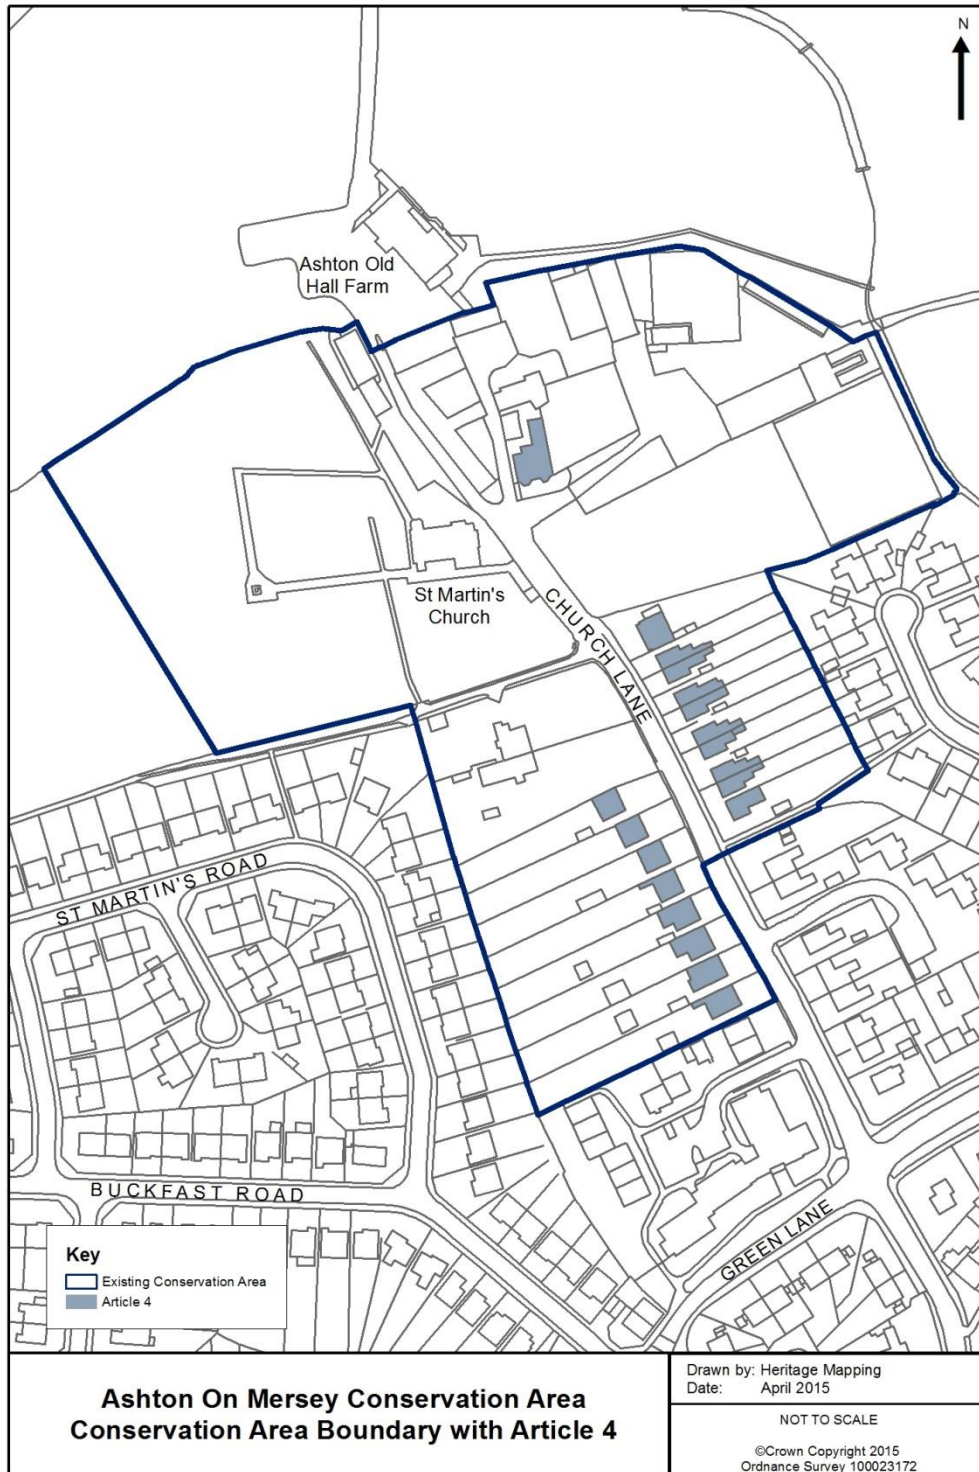 N
Ashton Old
Hall Farm
St Martin's
Church
CHURCH LANE
ST MARTIN'S ROAD
BUCKFAST ROAD
GREEN LANE
Key
Existing Conservation Area
Article 4
Ashton On Mersey Conservation Area
Conservation Area Boundary with Article 4
Drawn by: Heritage Mapping
Date: April 2015
NOT TO SCALE
©Crown Copyright 2015
Ordnance Survey 100023172